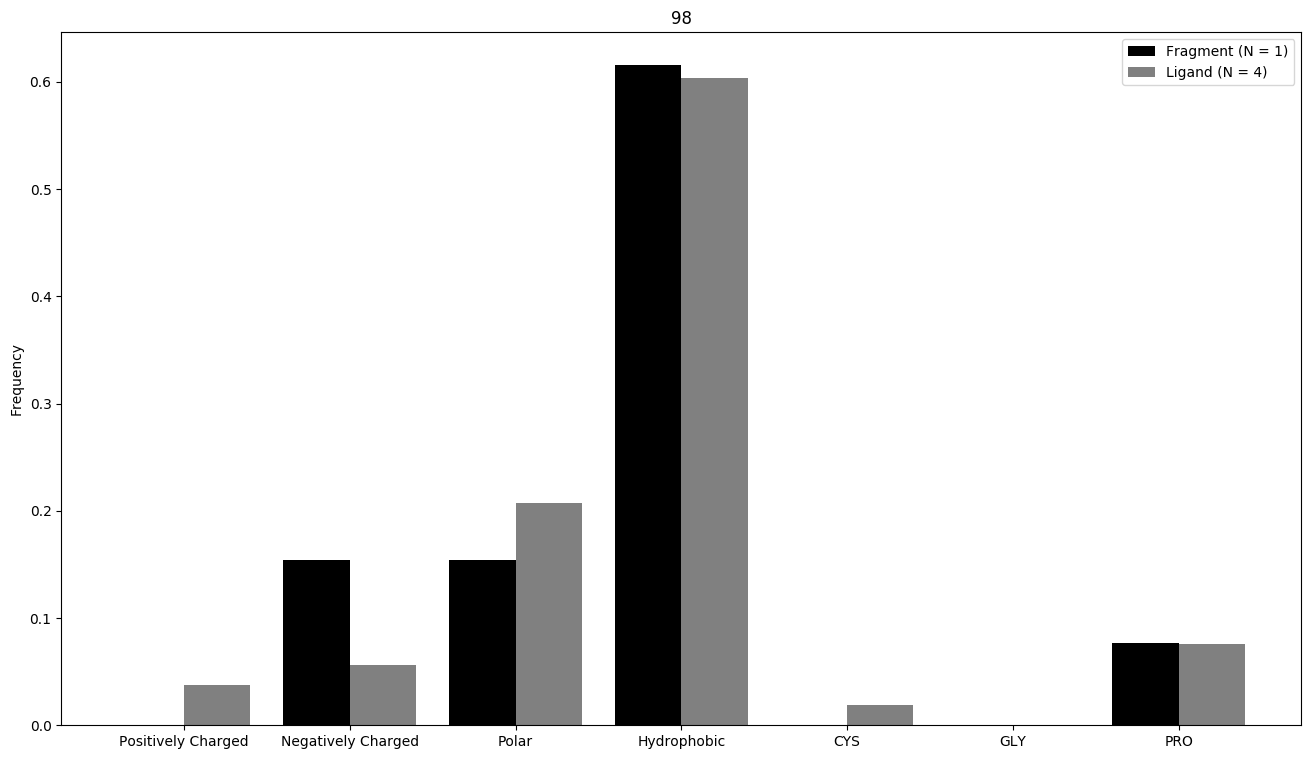 98
Fragment (N = 1)
Ligand (N = 4)
Frequency
0.6
0.5
0.4
0.3
0.2
0.1
0.0
Positively Charged
Negatively Charged
Polar
Hydrophobic
CYS
GLY
PRO